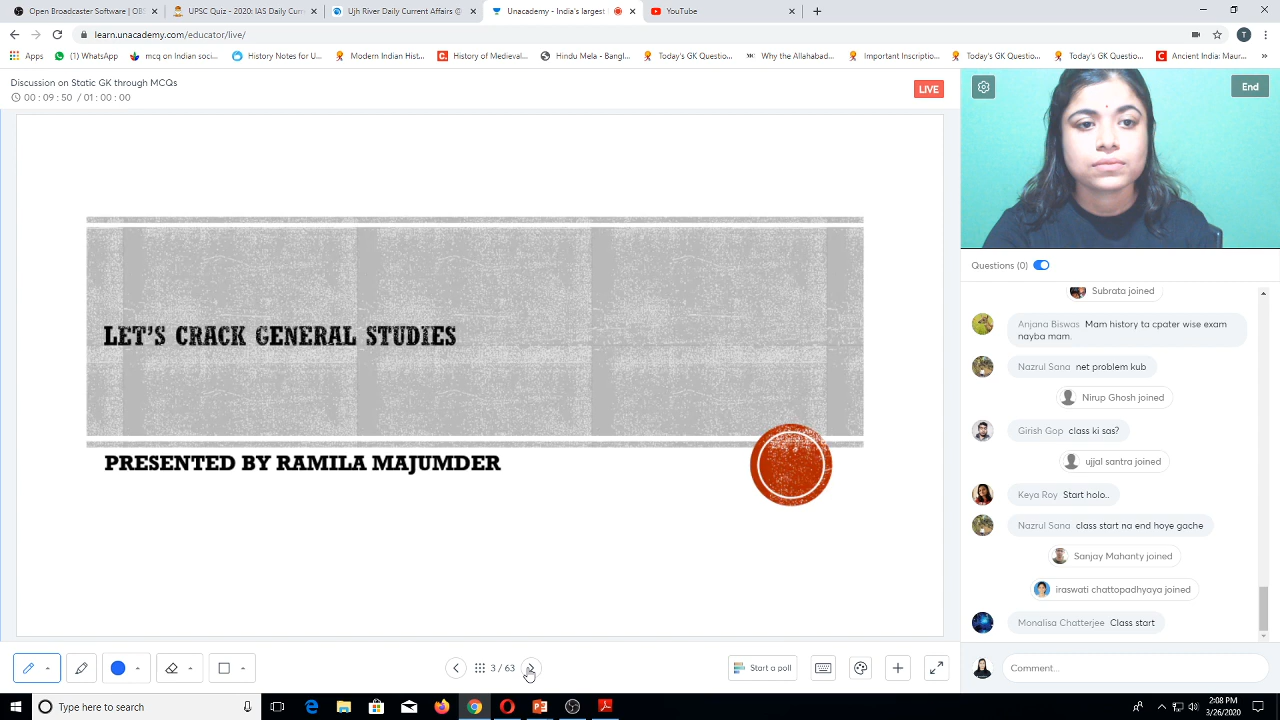 Open Broadcaster Software | OBS
UPSC Quiz - 2020: IAS Daily Curr
Ujh River Daily Current Affairs @
Unacademy - India's largest
YouTube
learn.unacademy.com/educator/live/
T
Apps
(1) WhatsApp
mcq on indian soci...
History Notes for U...
Modern Indian Hist...
History of Medieval...
Hindu Mela - Bangl...
Today's GK Questio...
Why the Allahabad...
Important Inscriptio...
Today's GK Questio...
Today's GK Questio...
Ancient India: Maur...
Discussion on Static GK through MCQs
00 : 09 : 50 / 01 : 00 : 00
LIVE
End
LET'S CRACK GENERAL STUDIES
PRESENTED BY RAMILA MAJUMDER
Questions (0)
Subrata joined
Anjana Biswas Mam history ta cpater wise exam
nayba mam.
Nazrul Sana net problem kub
Nirup Ghosh joined
Girish Gop class ki sas?
ujjal santra joined
Keya Roy Start holo..
Nazrul Sana class start na end hoye gache
Sanjay Mahanty joined
iraswati chattopadhyaya joined
Monalisa Chatterjee Class start
3 / 63
Start a poll
Comment...
Type here to search
2:08 PM
3/26/2020